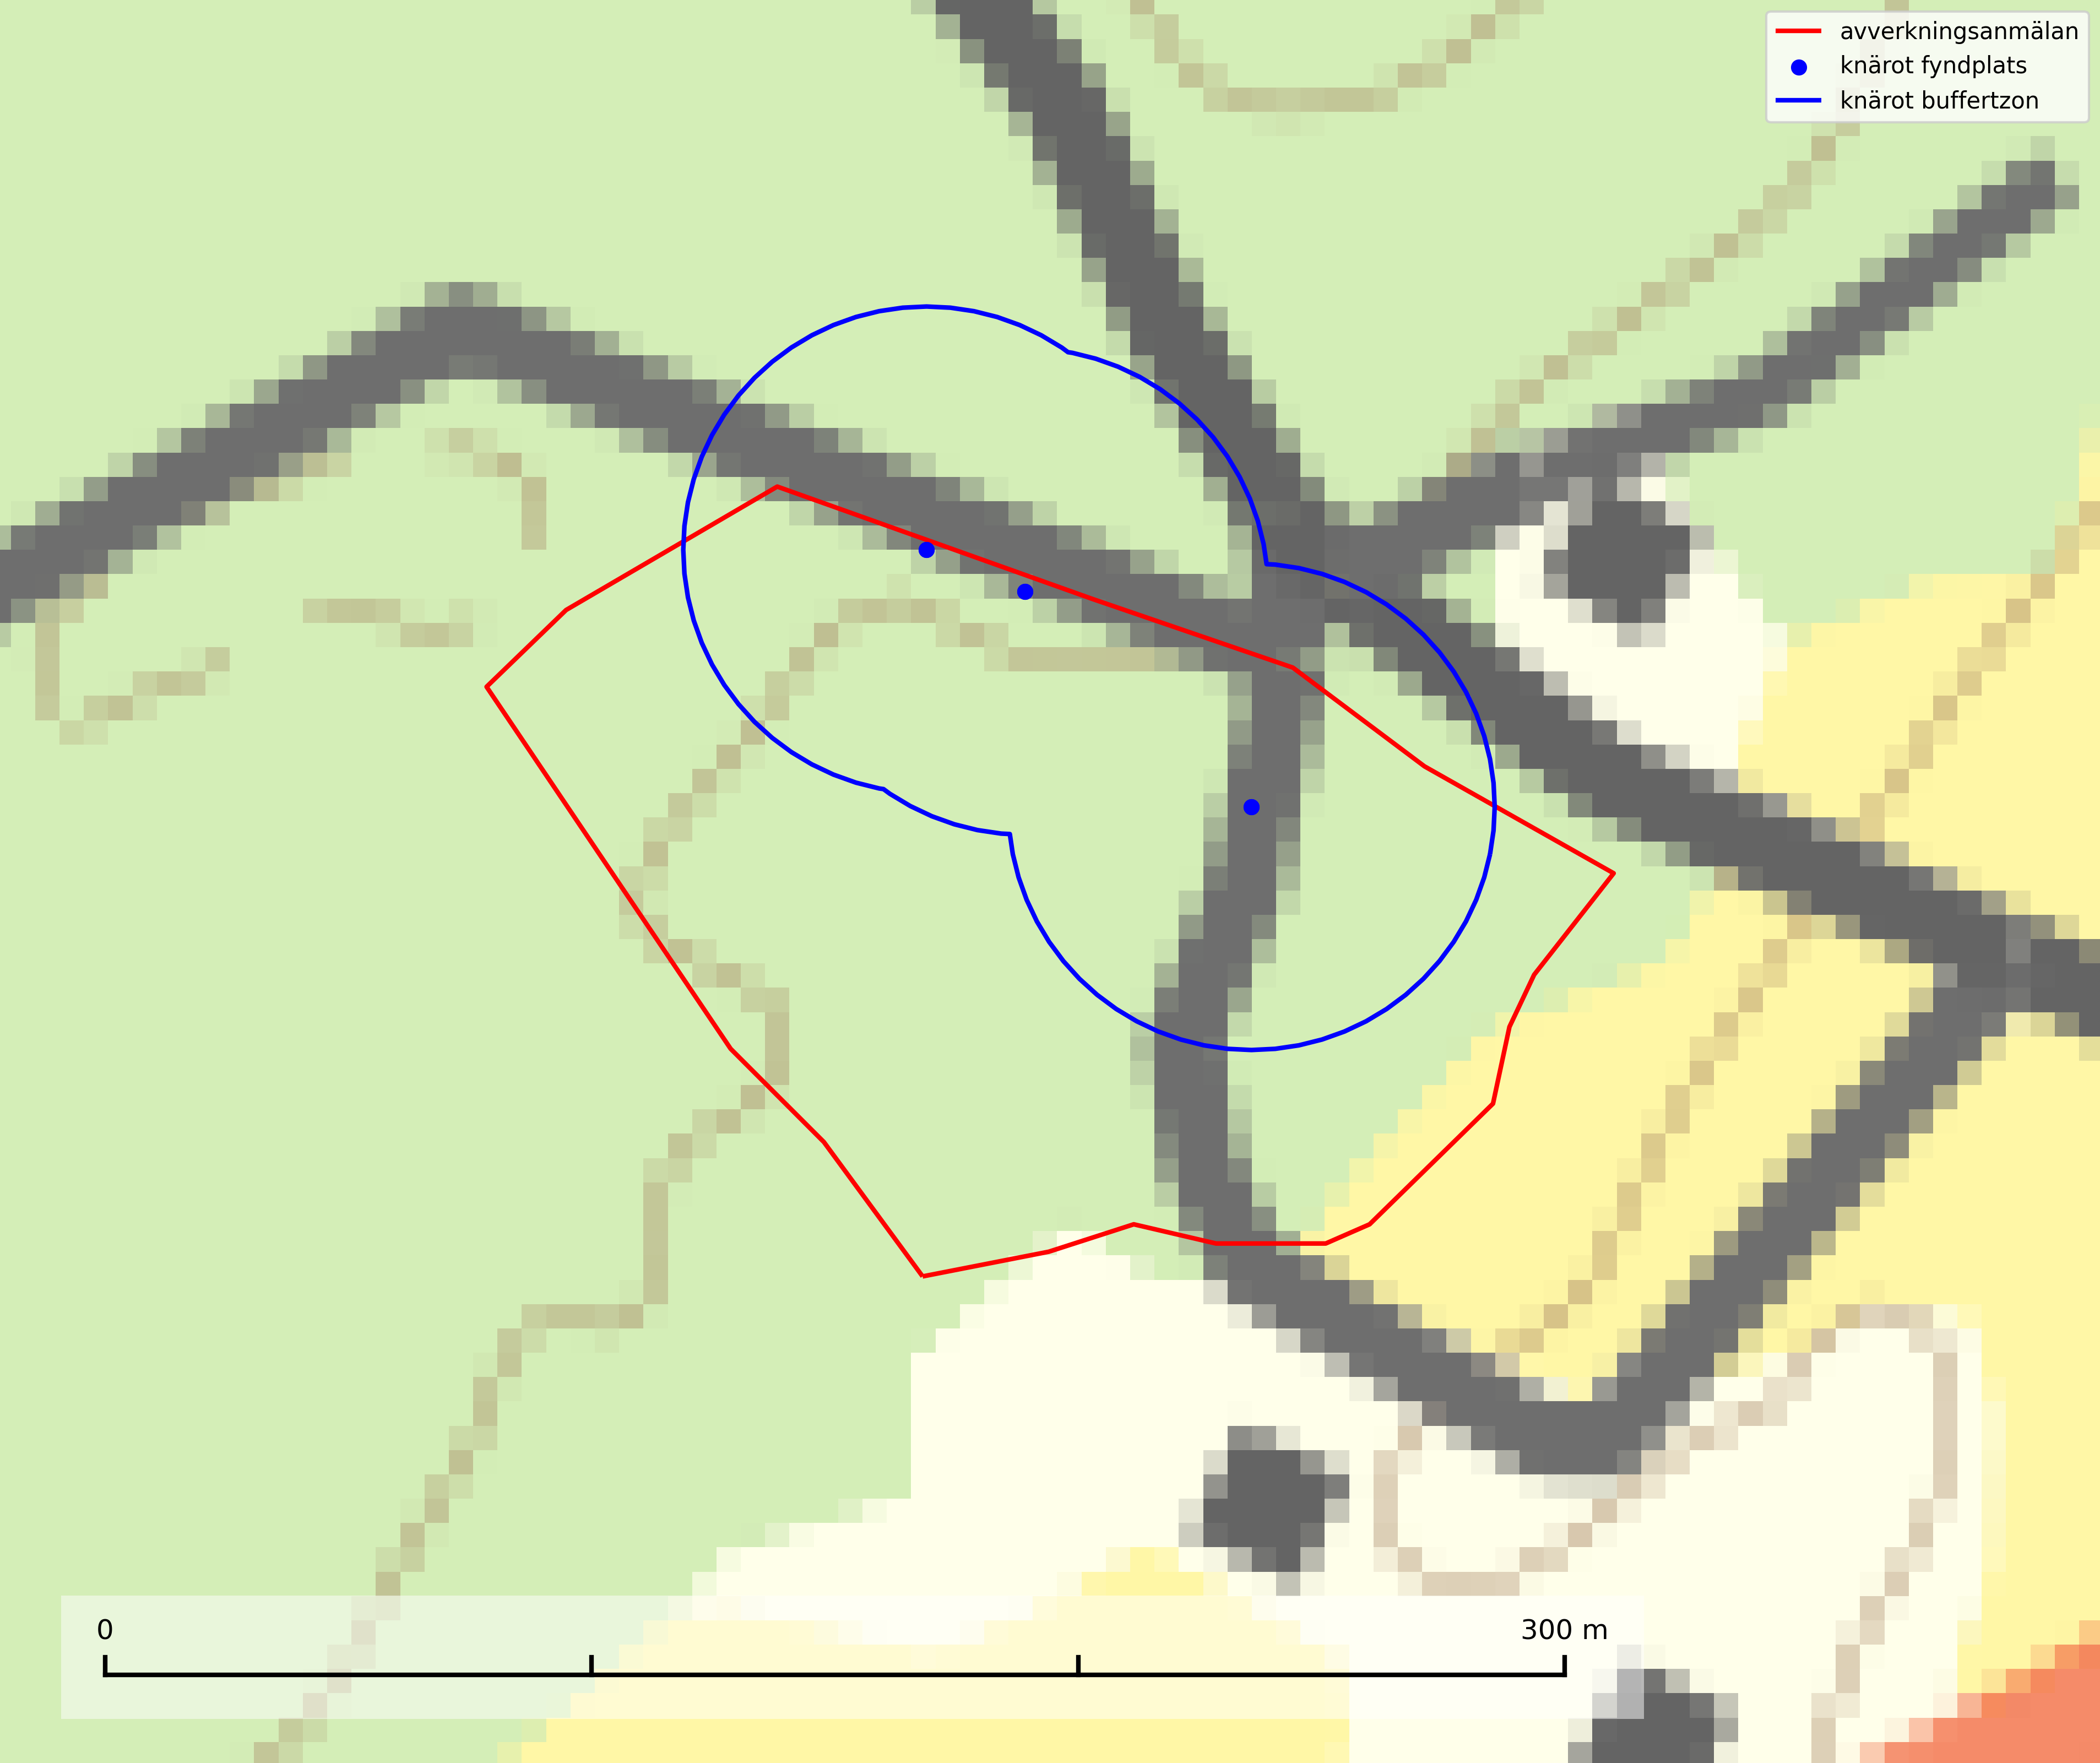 avverkningsanmälan
knärot fyndplats
knärot buffertzon
0
300 m